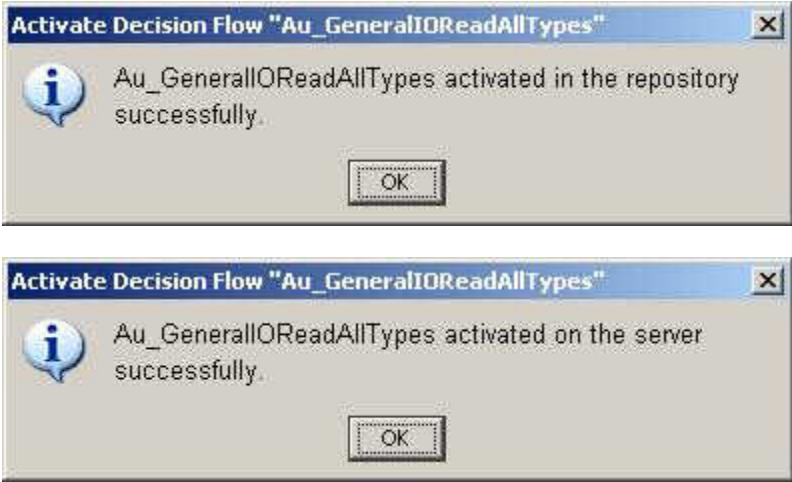 Activate Decision Flow "Au_GeneralIOReadAllTypes"
Au_GeneralIOReadAllTypes activated in the repository
successfully.
OK
Activate Decision Flow "Au_GeneralIOReadAllTypes"
Au_GeneralIOReadAllTypes activated on the server
successfully.
OK